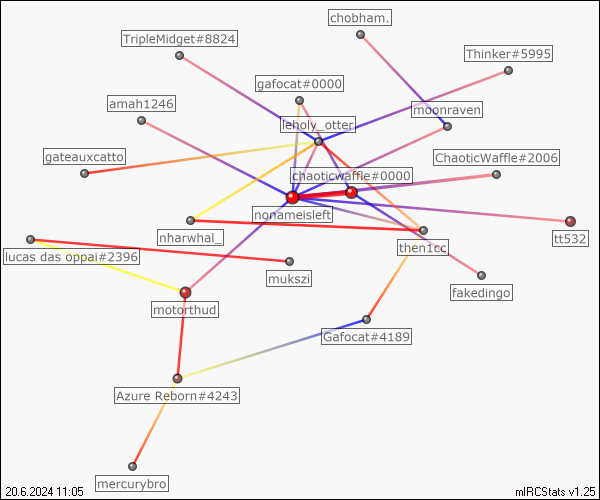 chobham.
TripleMidget#8824
Thinker#5995
gafocat#0000
amah1246
moonraven
leholy_otter
gateauxcatto
ChaoticWaffle#2006
chaoticwaffle#0000
nonameisleft
nharwhal_
tt532
then1cc
lucas das oppai#2396
mukszi
fakedingo
motorthud
Gafocat#4189
Azure Reborn#4243
mercurybro
20.6.2024 11:05
mIRCStats v1.25